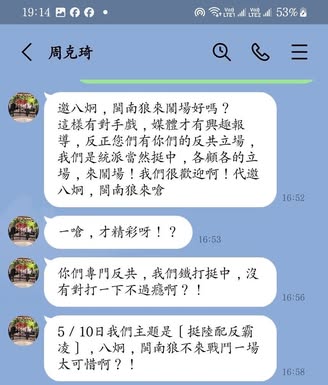 19:14 VoD LTE1 VoD LTE2 53%
周克琦
邀八炯，閩南狼來鬧場好嗎？
這樣有對手戲，媒體才有興趣報
導，反正您們有你們的反共立場，
我們是統派當然挺中，各顧各的立
場，來鬧場！我們很歡迎啊！代邀
八炯，閩南狼來嗆
16:52
一嗆，才精彩呀！？
16:53
你們專門反共，我們鐵打挺中，沒
有對打一下不過癮啊？！
16:56
5/10日我們主題是［挺陸配反霸
凌］，八炯，閩南狼不來戰鬥一場
太可惜啊？！
16:58